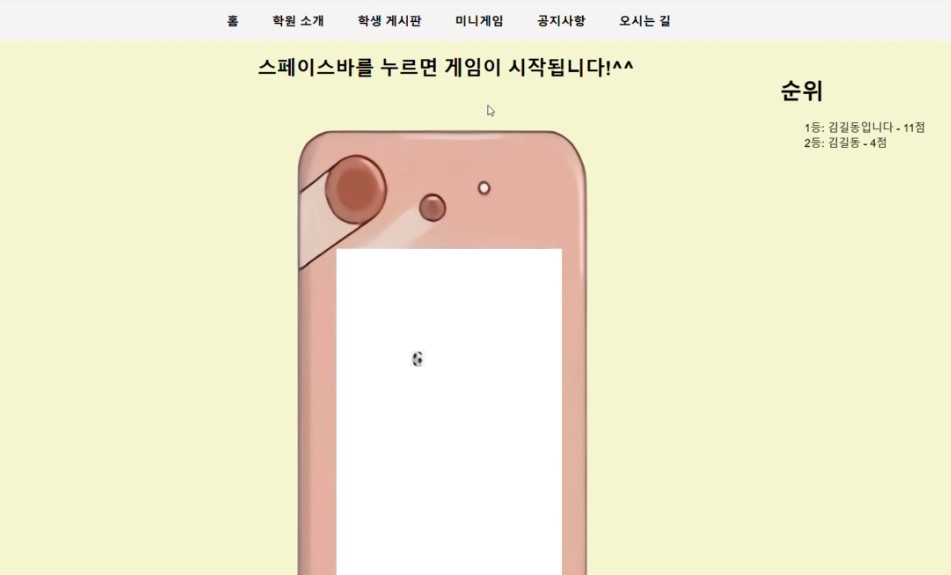 홈 학원 소개 학생 게시판 미니게임 공지사항 오시는 길
스페이스바를 누르면 게임이 시작됩니다!^^
순위
1등: 김길동입니다 - 11점
2등: 김길동 - 4점